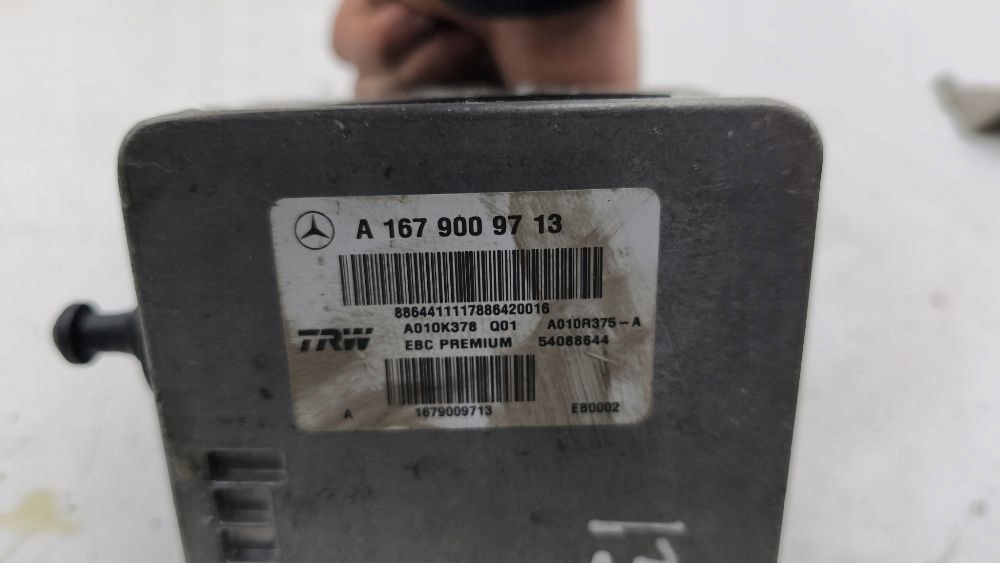 A 167 900 97 13
8864411117886420016
A010K378 Q01 A010R375-A
TRW EBC PREMIUM 54088644
A 1679009713 E80002